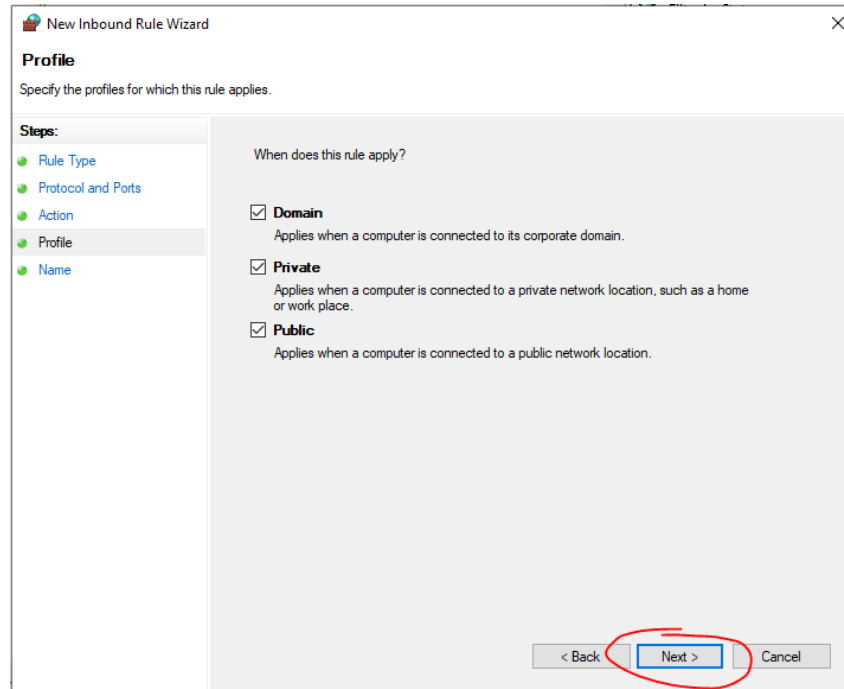 New Inbound Rule Wizard
Profile
Specify the profiles for which this rule applies.
Steps:
Rule Type
Protocol and Ports
Action
Profile
Name
When does this rule apply?
Domain
Applies when a computer is connected to its corporate domain.
Private
Applies when a computer is connected to a private network location, such as a home
or work place.
Public
Applies when a computer is connected to a public network location.
< Back
Next >
Cancel